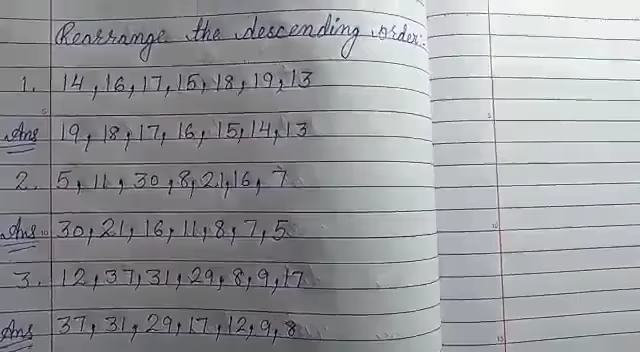 Rearrange the descending order:-
1. 14, 16, 17, 15, 18, 19, 13
Ans 19, 18, 17, 16, 15, 14, 13
2. 5, 11, 30, 8, 21, 16, 7
Ans 30, 21, 16, 11, 8, 7, 5
3. 12, 37, 31, 29, 8, 9, 17
Ans 37, 31, 29, 17, 12, 9, 8